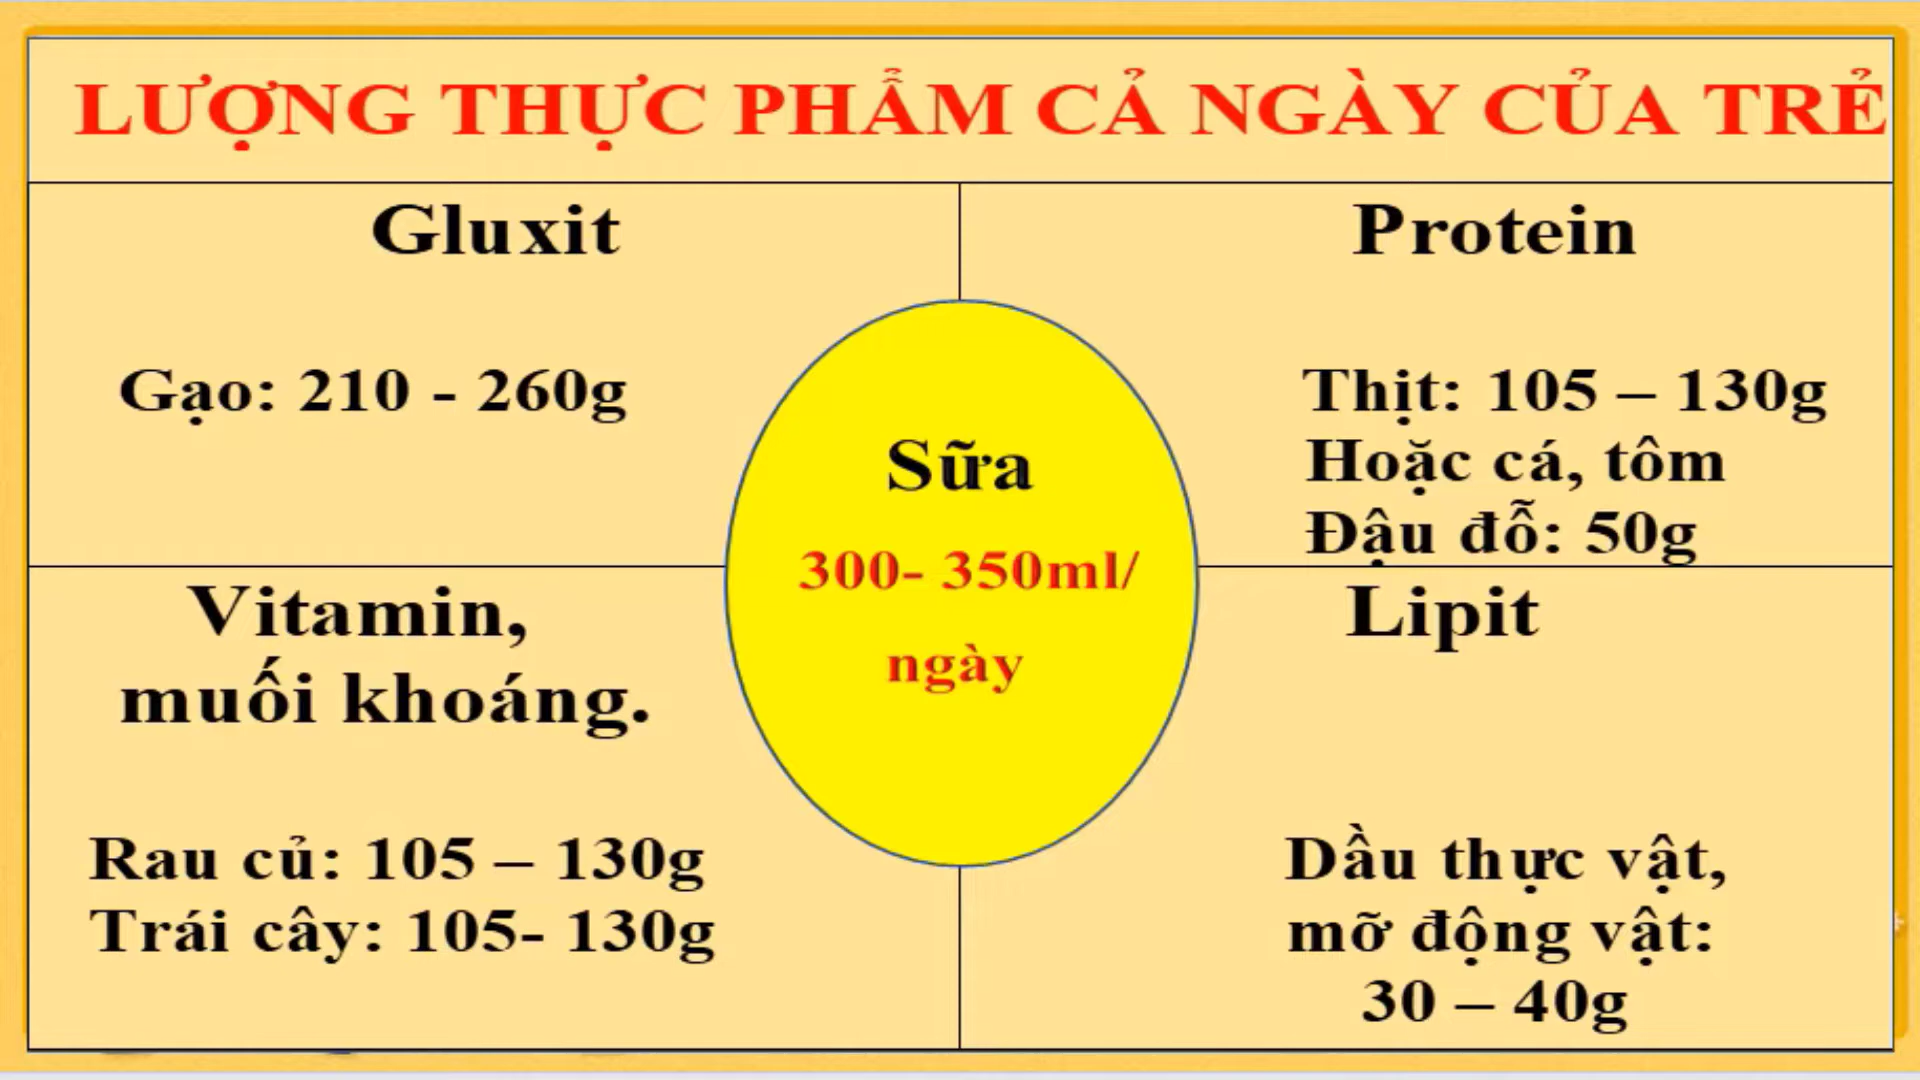 LƯỢNG THỰC PHẨM CẢ NGÀY CỦA TRẺ
Gluxit
Gạo: 210 - 260g
Protein
Thịt: 105 – 130g
Hoặc cá, tôm
Đậu đỗ: 50g
Sữa
300- 350ml/
ngày
Vitamin,
muối khoáng.
Rau củ: 105 – 130g
Trái cây: 105- 130g
Lipit
Dầu thực vật,
mỡ động vật:
30 – 40g